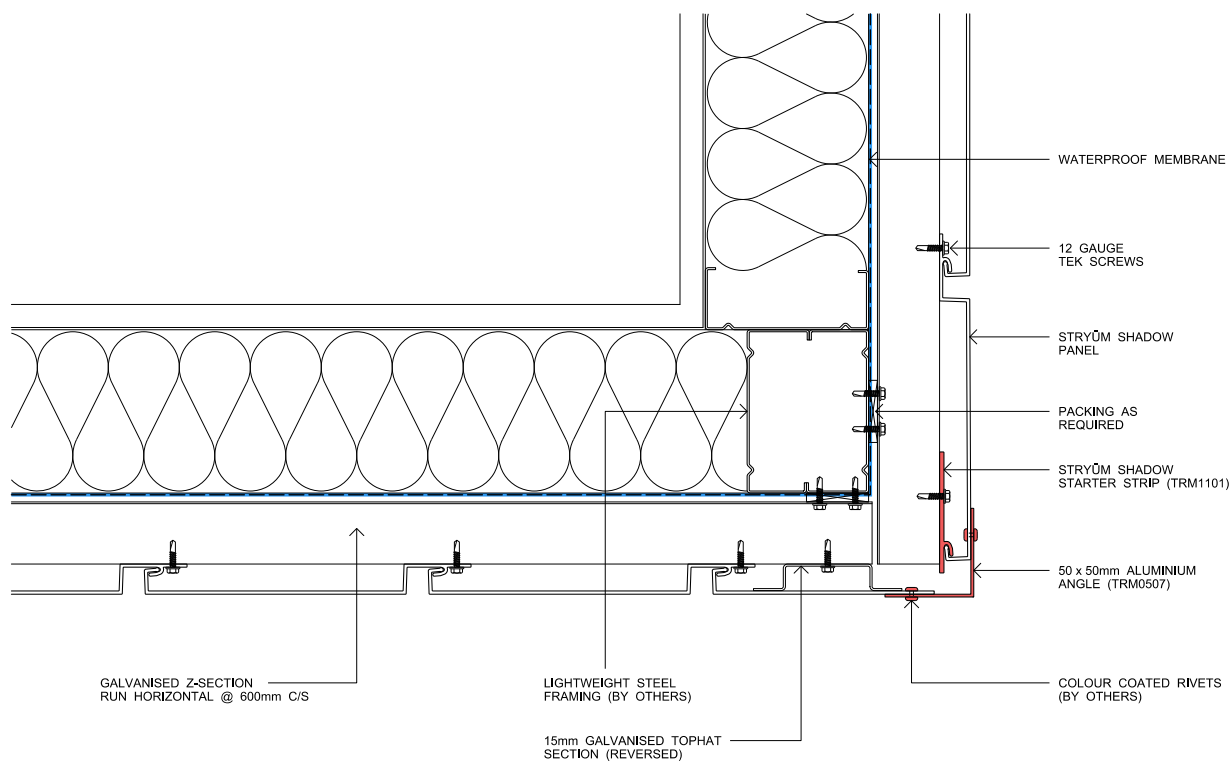 WATERPROOF MEMBRANE
12 GAUGE
TEK SCREWS
STRYŪM SHADOW
PANEL
PACKING AS
REQUIRED
STRYŪM SHADOW
STARTER STRIP (TRM1101)
50 x 50mm ALUMINIUM
ANGLE (TRM0507)
GALVANISED Z-SECTION
RUN HORIZONTAL @ 600mm C/S
LIGHTWEIGHT STEEL
FRAMING (BY OTHERS)
COLOUR COATED RIVETS
(BY OTHERS)
15mm GALVANISED TOPHAT
SECTION (REVERSED)